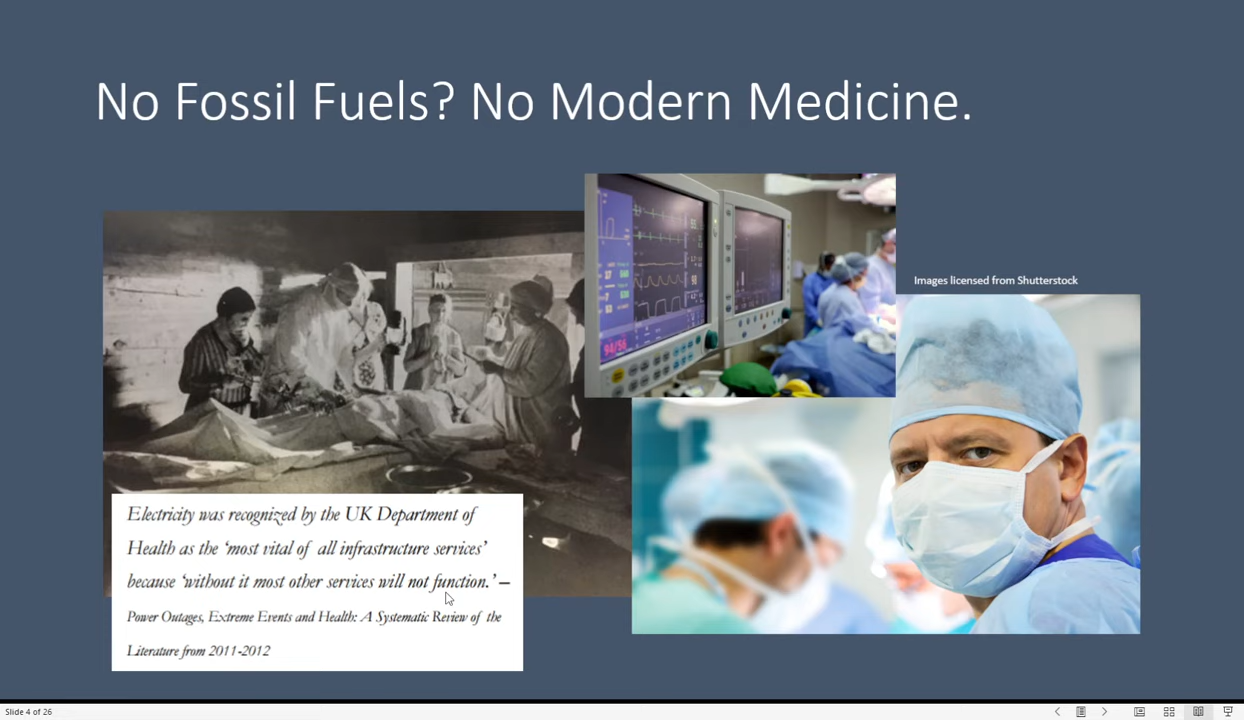 No Fossil Fuels? No Modern Medicine.
Images licensed from Shutterstock
94/56
Electricity was recognized by the UK Department of
Health as the ‘most vital of all infrastructure services’
because ‘without it most other services will not function.’ –
Power Outages, Extreme Events and Health: A Systematic Review of the
Literature from 2011-2012
Slide 4 of 26